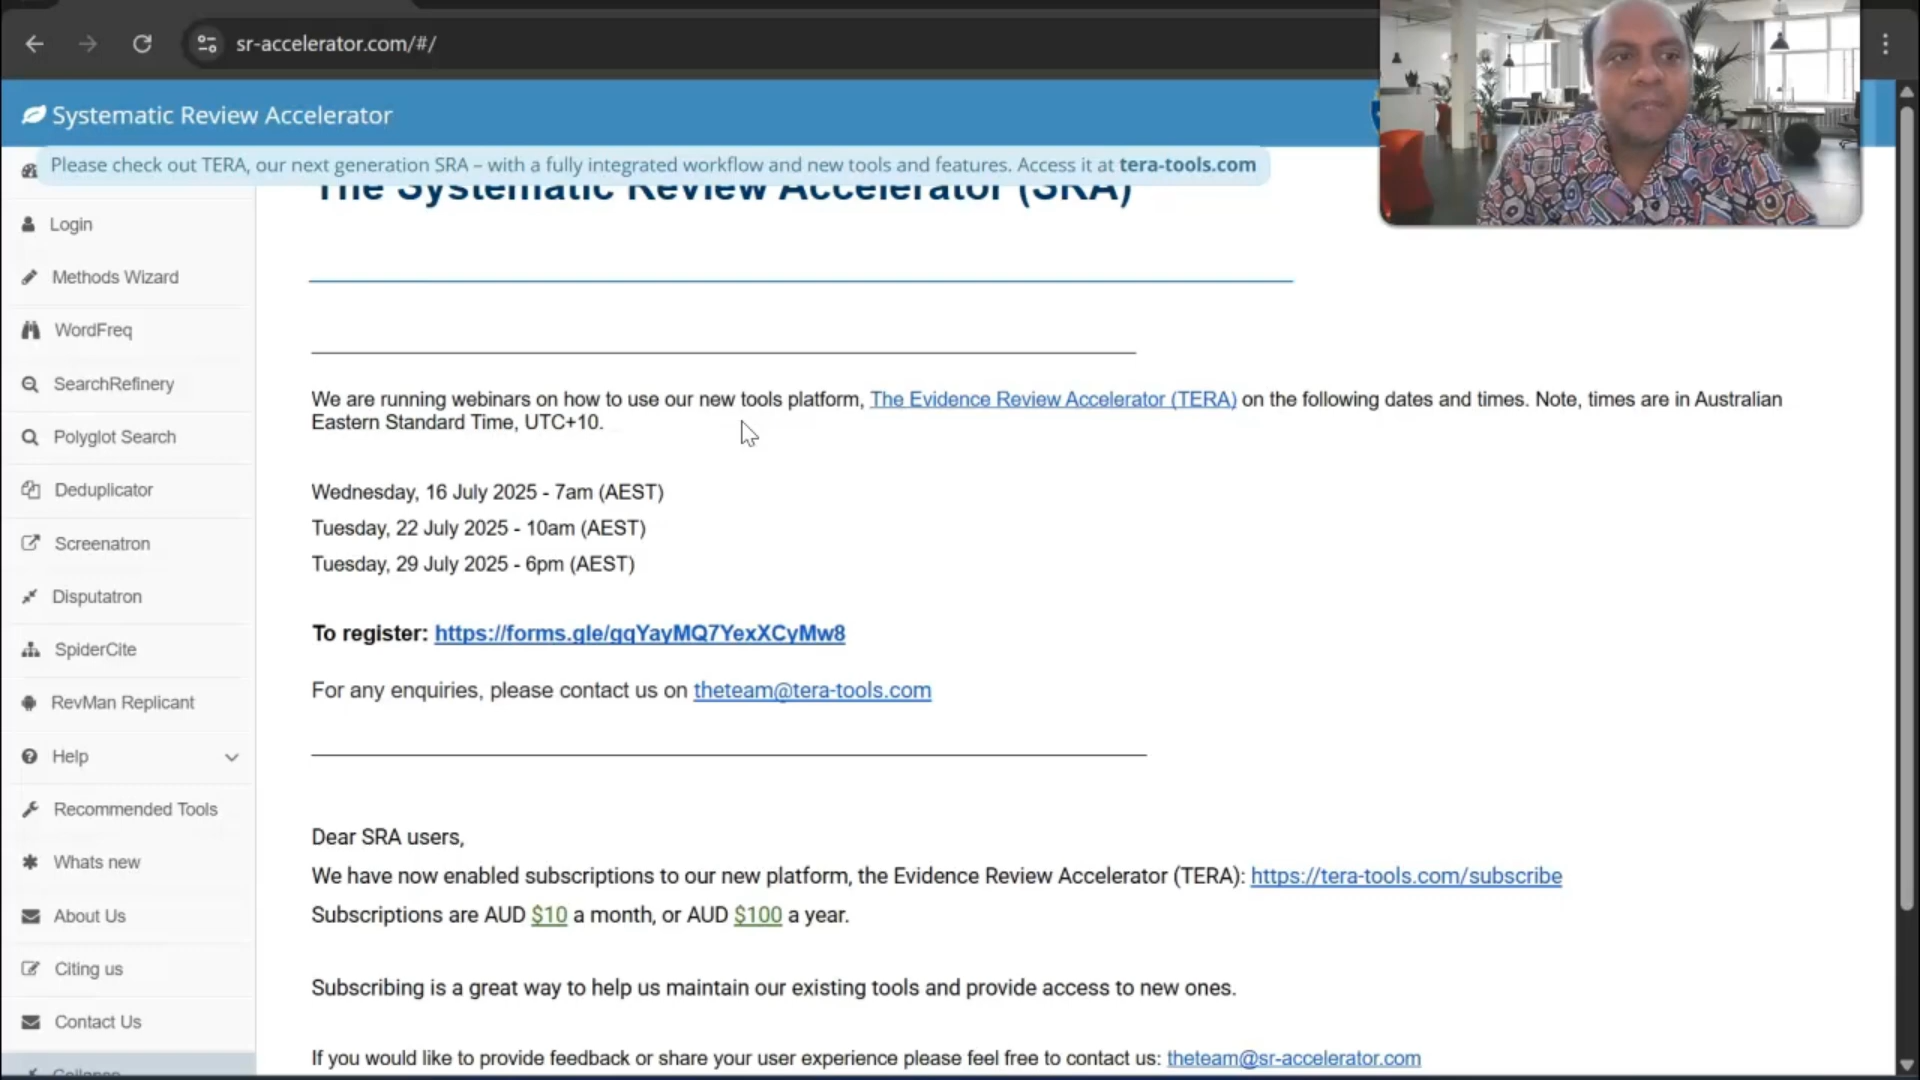 sr-accelerator.com/#/
Systematic Review Accelerator
Please check out TERA, our next generation SRA – with a fully integrated workflow and new tools and features. Access it at tera-tools.com
The Systematic Review Accelerator (SRA)
Login
Methods Wizard
WordFreq
SearchRefinery
Polyglot Search
Deduplicator
Screenatron
Disputatron
SpiderCite
RevMan Replicant
Help
Recommended Tools
Whats new
About Us
Citing us
Contact Us
Collapse
We are running webinars on how to use our new tools platform, The Evidence Review Accelerator (TERA) on the following dates and times. Note, times are in Australian
Eastern Standard Time, UTC+10.
Wednesday, 16 July 2025 - 7am (AEST)
Tuesday, 22 July 2025 - 10am (AEST)
Tuesday, 29 July 2025 - 6pm (AEST)
To register: https://forms.gle/gqYayMQ7YexXCyMw8
For any enquiries, please contact us on theteam@tera-tools.com
Dear SRA users,
We have now enabled subscriptions to our new platform, the Evidence Review Accelerator (TERA): https://tera-tools.com/subscribe
Subscriptions are AUD $10 a month, or AUD $100 a year.
Subscribing is a great way to help us maintain our existing tools and provide access to new ones.
If you would like to provide feedback or share your user experience please feel free to contact us: theteam@sr-accelerator.com